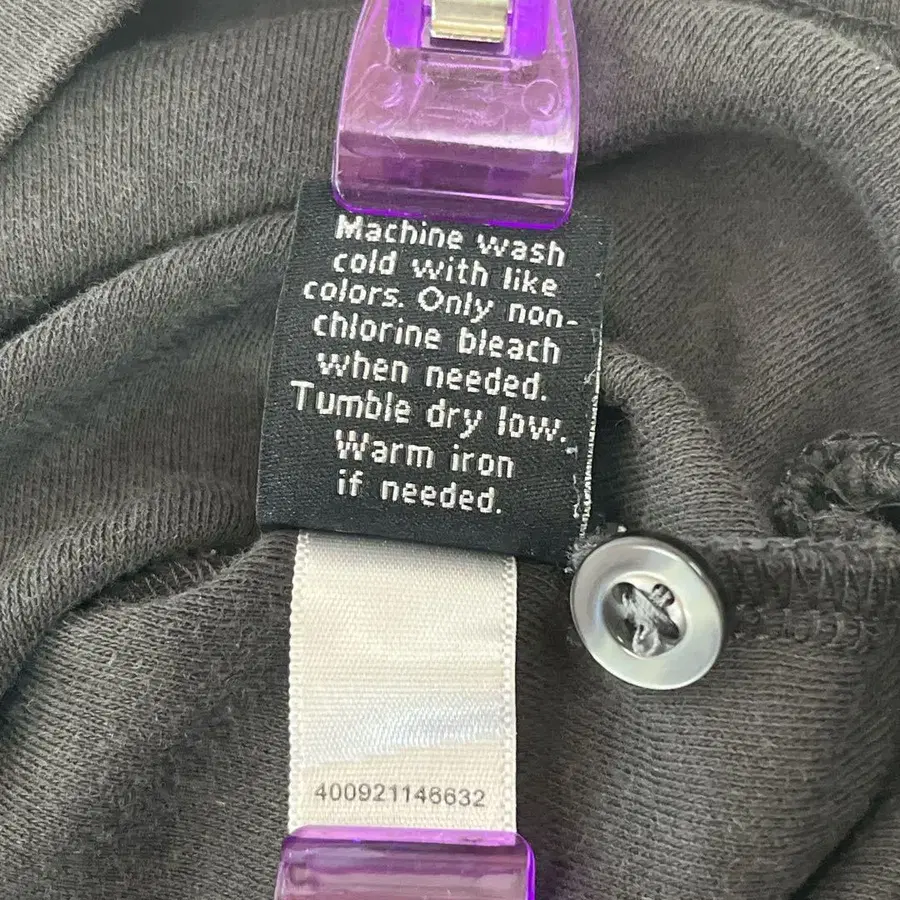 Machine wash
cold with like
colors. Only non-
chlorine bleach
when needed.
Tumble dry low.
Warm iron
if needed.
400921146632